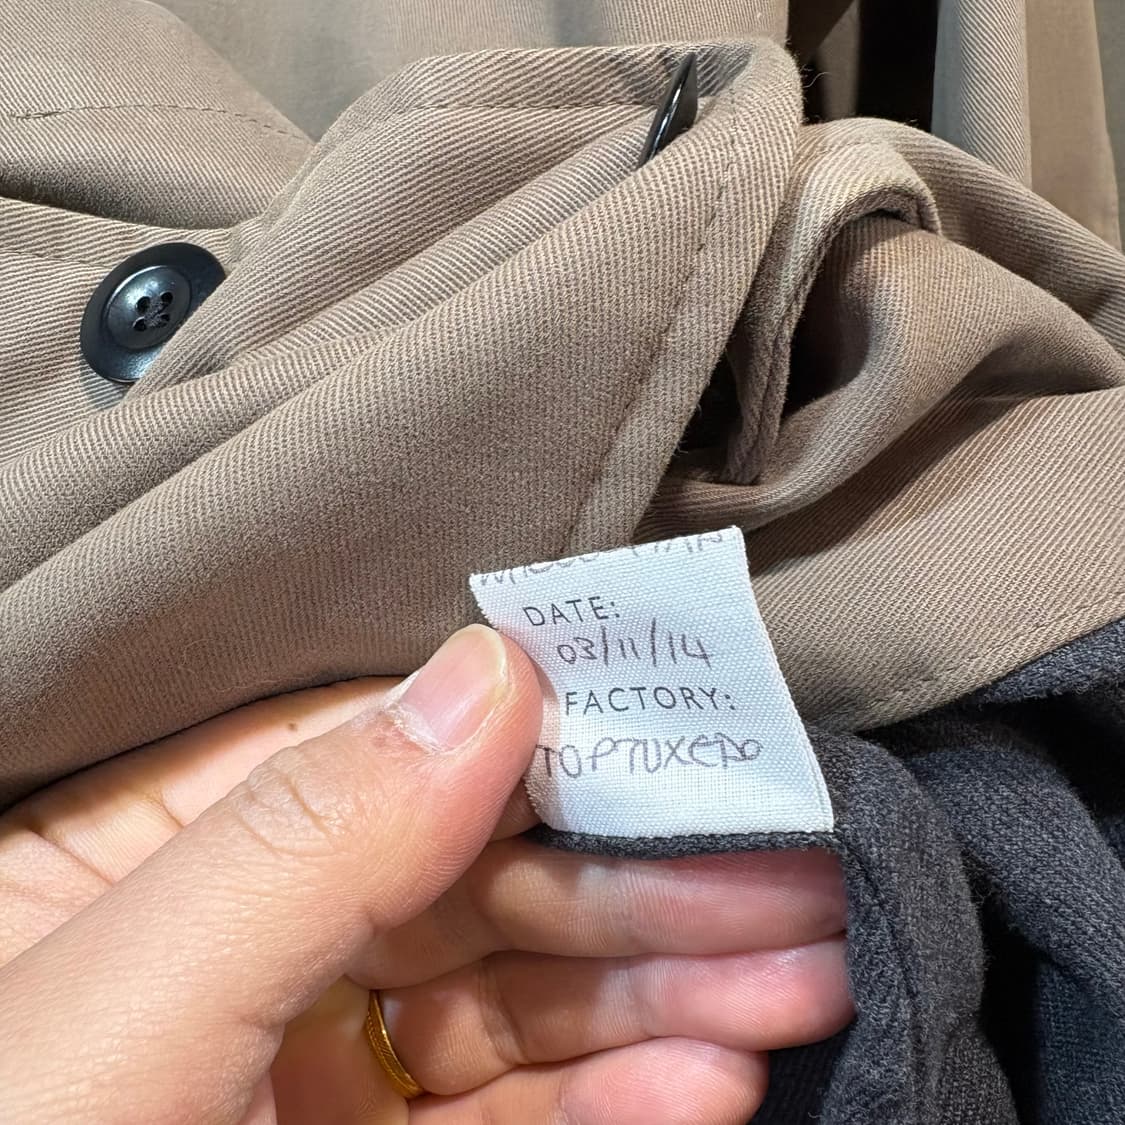 DATE:
03/11/14
FACTORY:
TOPTUXEDO